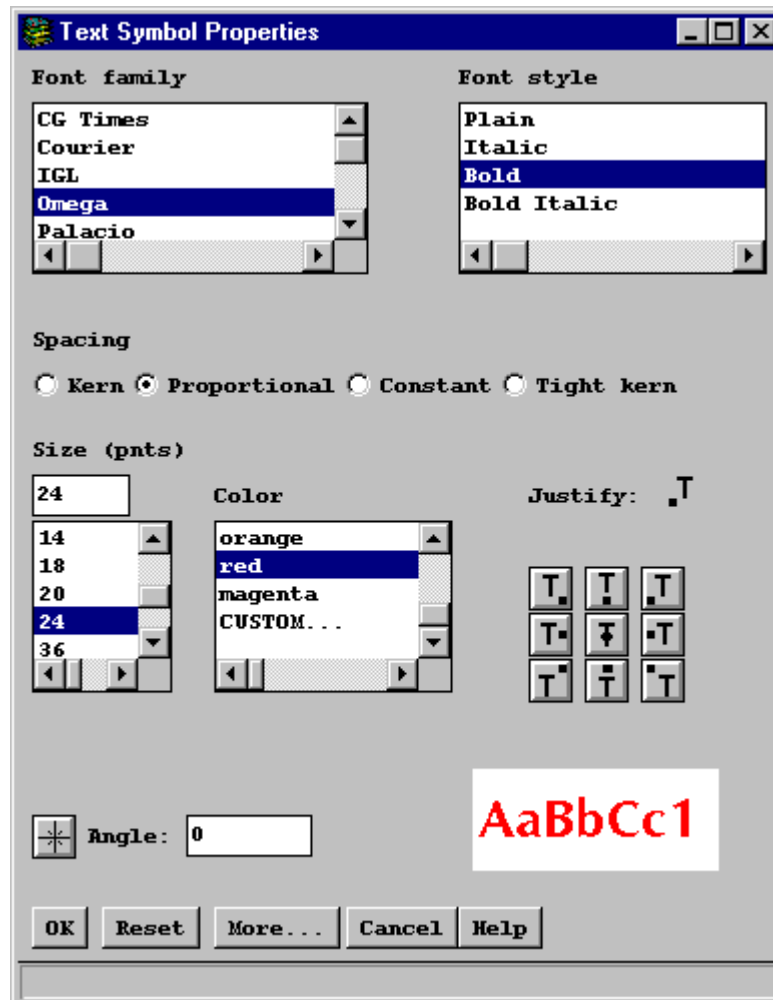 Text Symbol Properties
Font family
CG Times
Courier
IGL
Omega
Palacio
Font style
Plain
Italic
Bold
Bold Italic
Spacing
Kern Proportional Constant Tight kern
Size (pnts)
24
14
18
20
24
36
Color
orange
red
magenta
CUSTOM...
Justify: T
T T T
T T T
T T T
Angle: 0
AaBbCc1
OK Reset More... Cancel Help